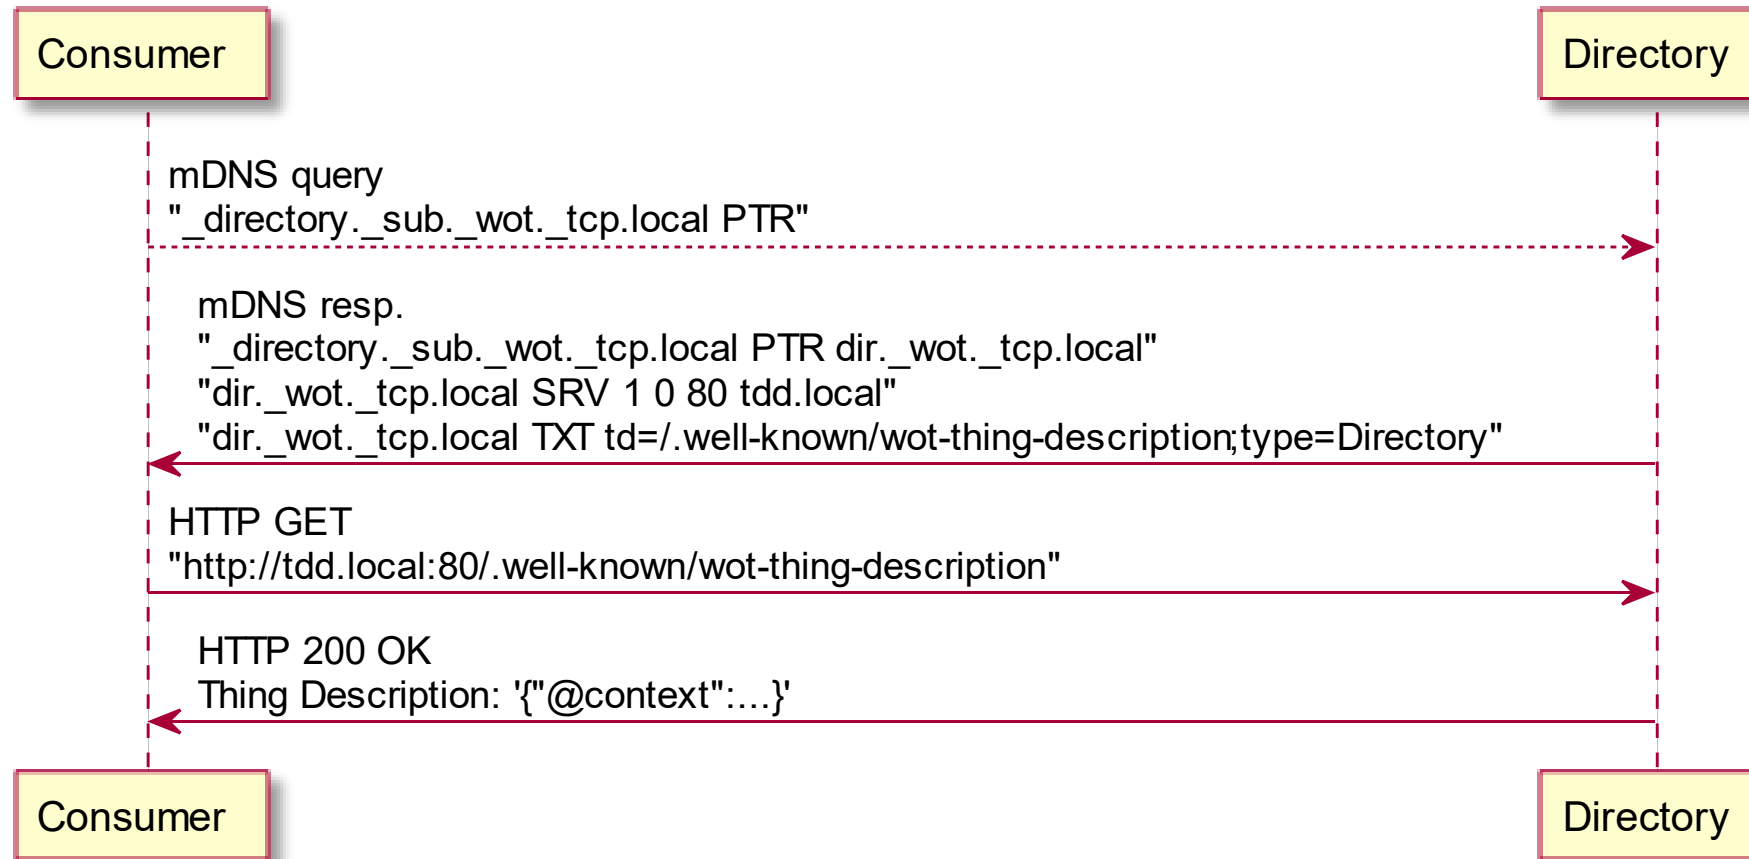 Consumer
Directory
mDNS query
"_directory._sub._wot._tcp.local PTR"
mDNS resp.
"_directory._sub._wot._tcp.local PTR dir._wot._tcp.local"
"dir._wot._tcp.local SRV 1 0 80 tdd.local"
"dir._wot._tcp.local TXT td=/.well-known/wot-thing-description;type=Directory"
HTTP GET
"http://tdd.local:80/.well-known/wot-thing-description"
HTTP 200 OK
Thing Description: '{"@context":...}'
Consumer
Directory